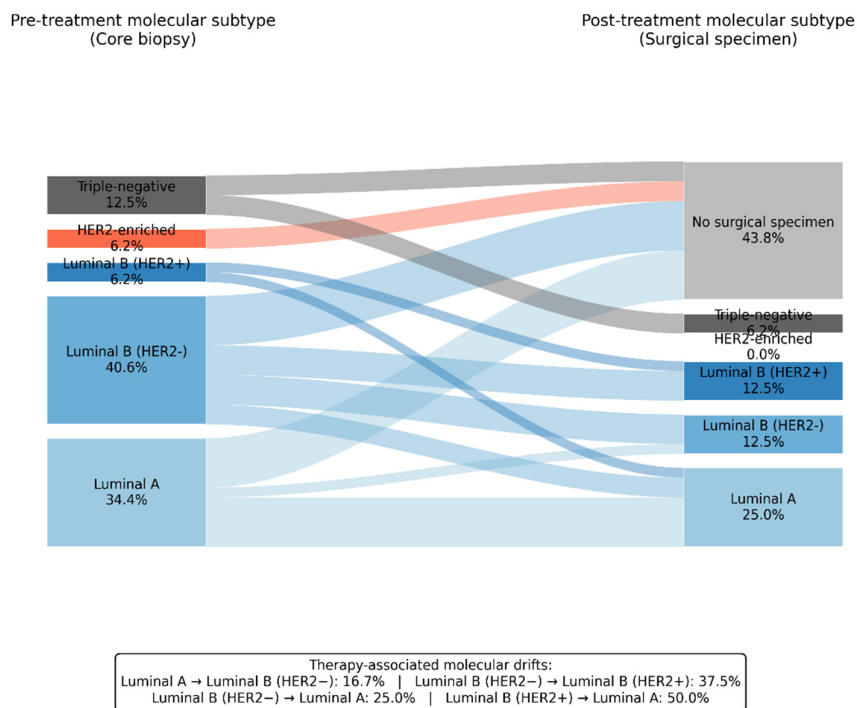 Pre-treatment molecular subtype
(Core biopsy)
Post-treatment molecular subtype
(Surgical specimen)
Triple-negative
12.5%
HER2-enriched
6.2%
Luminal B (HER2+)
6.2%
Luminal B (HER2-)
40.6%
Luminal A
34.4%
No surgical specimen
43.8%
Triple-negative
6.2%
HER2-enriched
0.0%
Luminal B (HER2+)
12.5%
Luminal B (HER2-)
12.5%
Luminal A
25.0%
Therapy-associated molecular drifts:
Luminal A → Luminal B (HER2−): 16.7% | Luminal B (HER2−) → Luminal B (HER2+): 37.5%
Luminal B (HER2−) → Luminal A: 25.0% | Luminal B (HER2+) → Luminal A: 50.0%